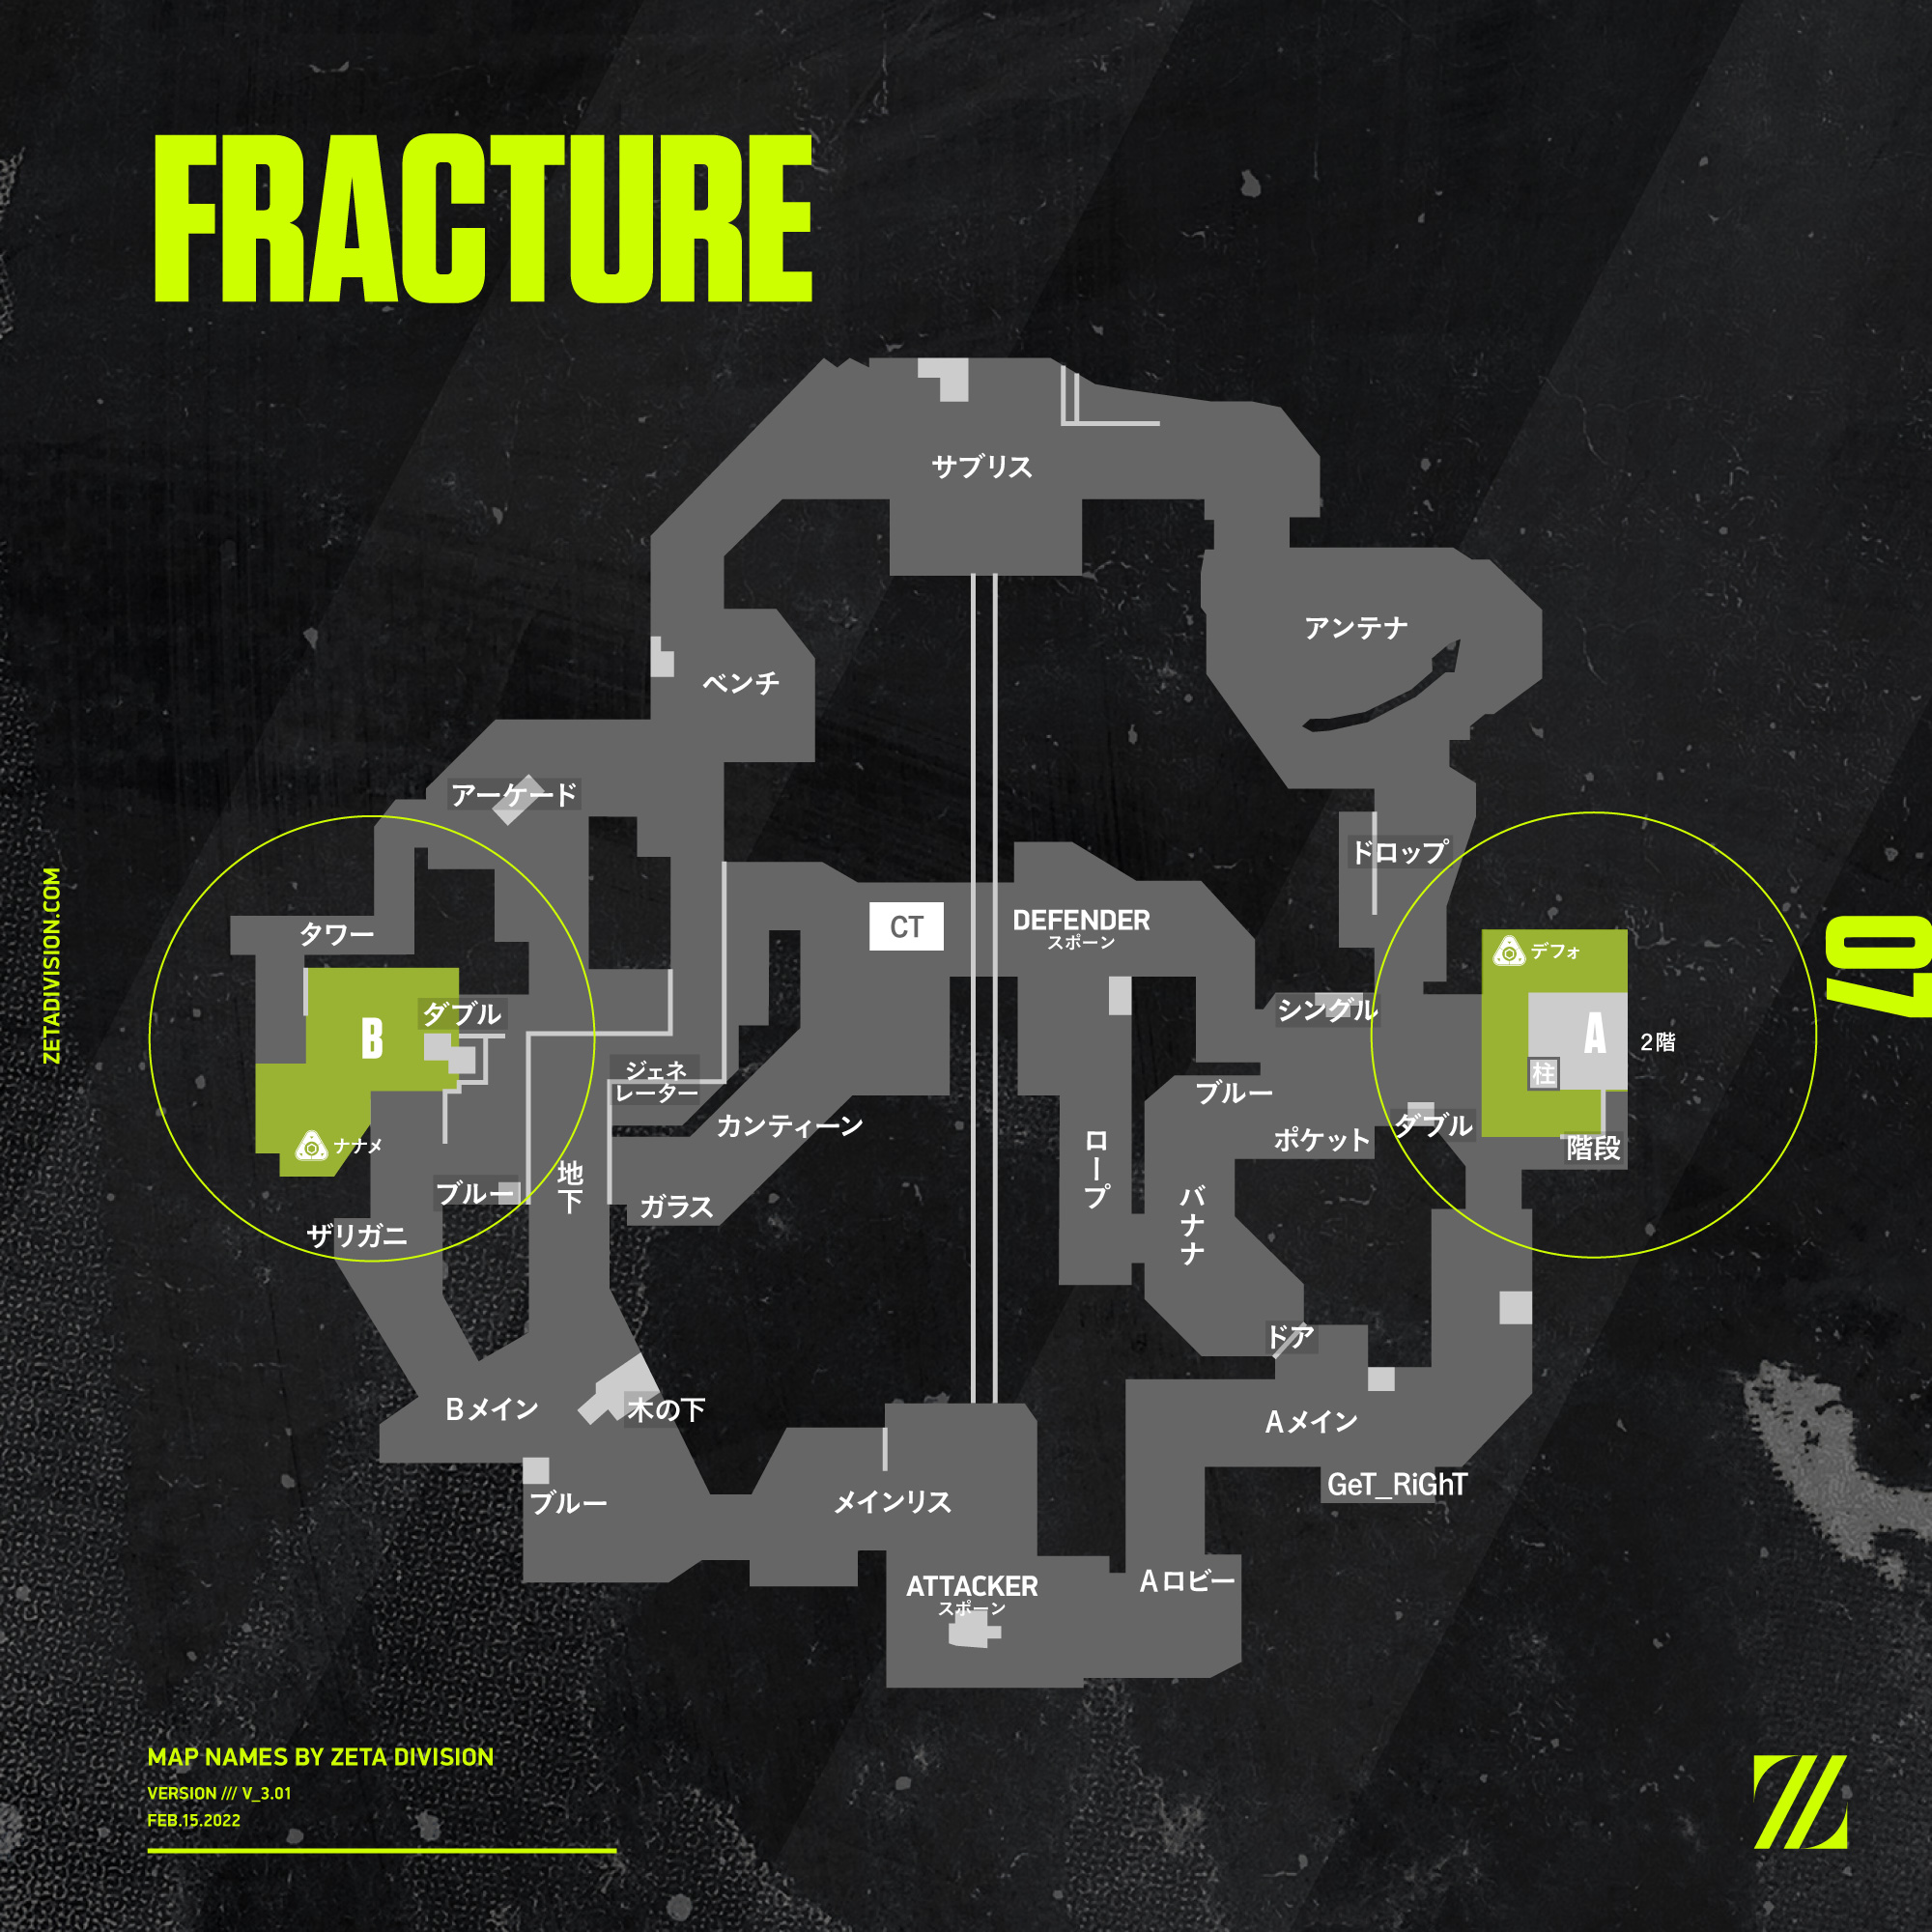 FRACTURE
サブリス
アンテナ
ベンチ
アーケード
ドロップ
ZETADIVISION.COM
07
タワー
CT
DEFENDER
スポーン
デフォ
ダブル
シングル
B
A
2階
柱
ジェネ
レーター
ブルー
カンティーン
ダブル
ポケット
階段
ナナメ
ロープ
地下
ブルー
ガラス
バナナ
ザリガニ
ドア
Bメイン
木の下
Aメイン
GeT_RiGhT
ブルー
メインリス
ATTACKER
スポーン
Aロビー
MAP NAMES BY ZETA DIVISION
VERSION /// V_3.01
FEB.15.2022